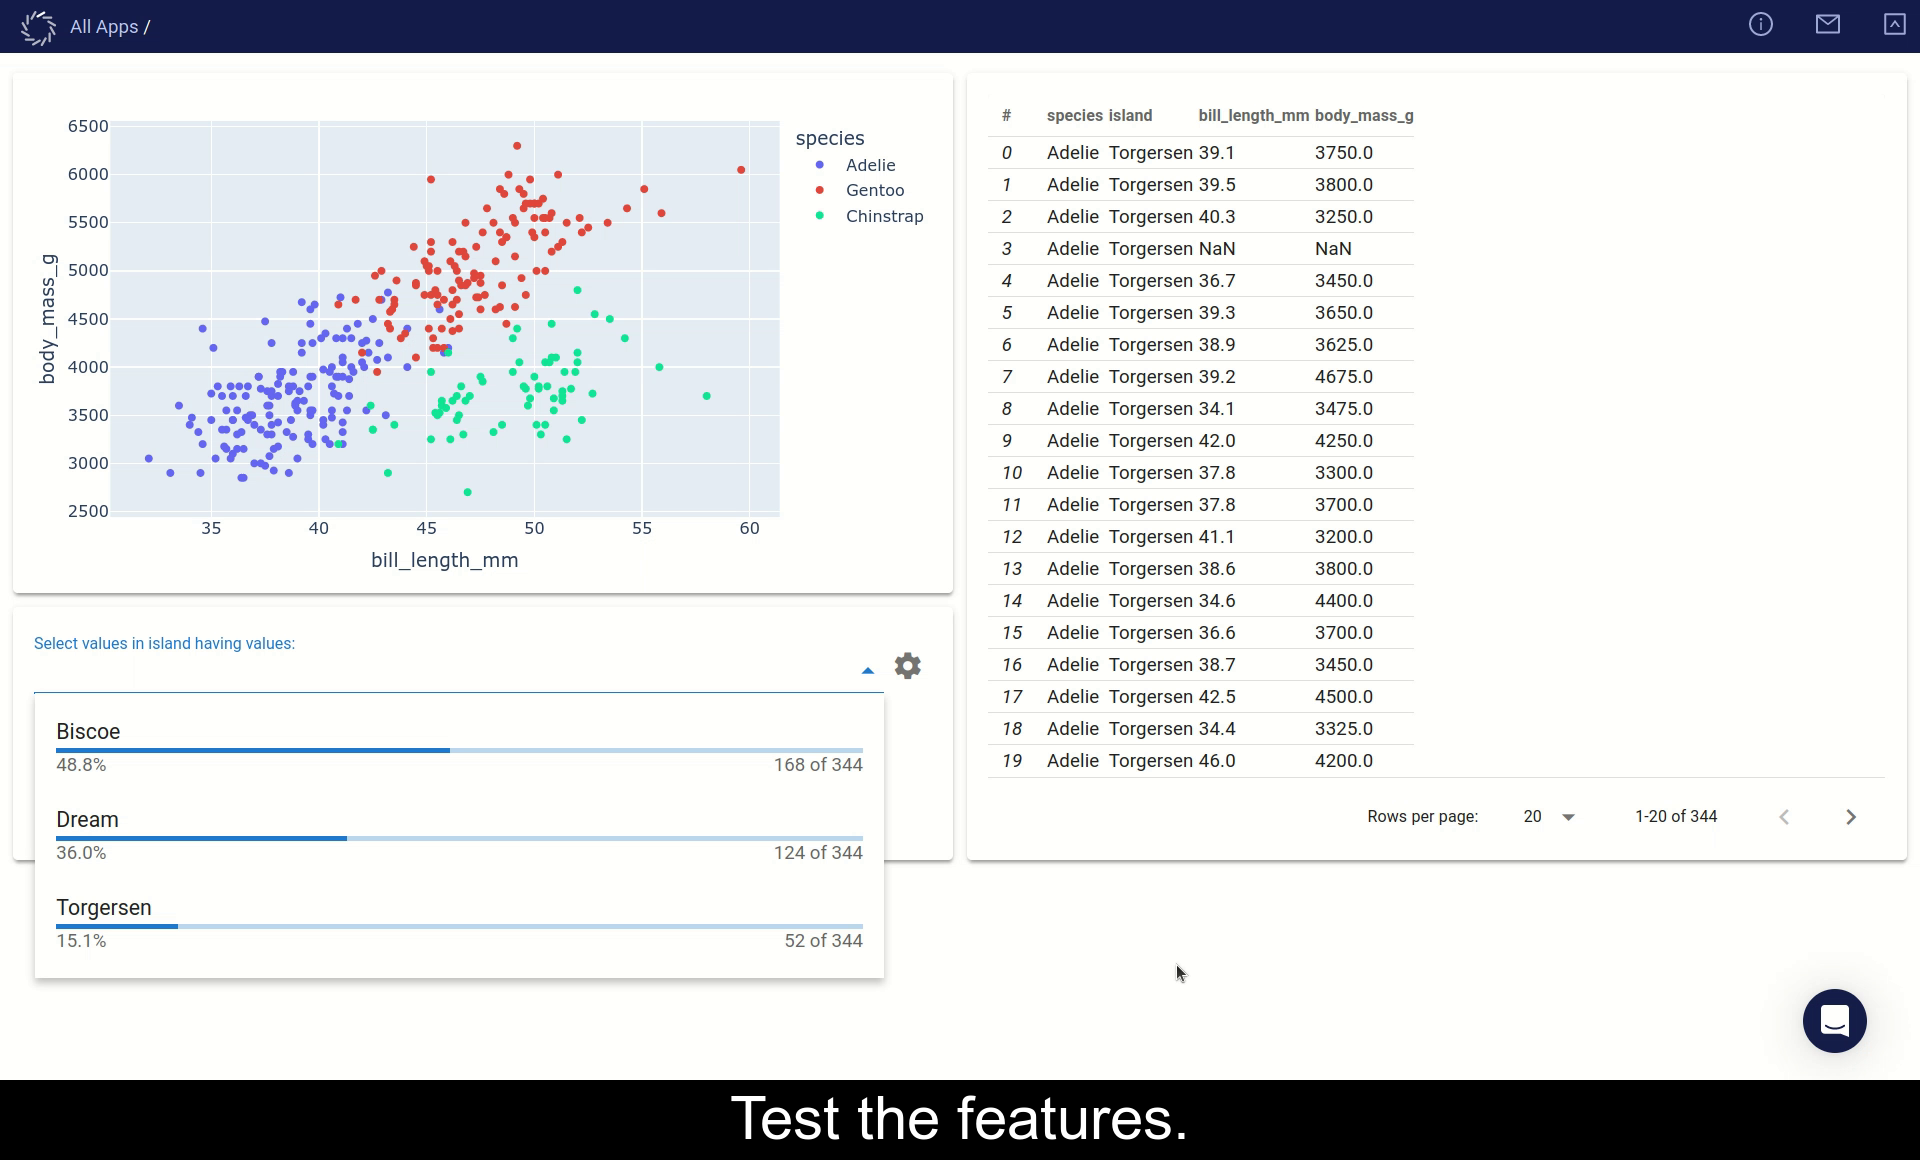 All Apps /
6500
6000
5500
5000
4500
4000
3500
3000
2500
body_mass_g
35 40 45 50 55 60
bill_length_mm
species
Adelie
Gentoo
Chinstrap
Select values in island having values:
Biscoe
48.8% 168 of 344
Dream
36.0% 124 of 344
Torgersen
15.1% 52 of 344
# species island bill_length_mm body_mass_g
0 Adelie Torgersen 39.1 3750.0
1 Adelie Torgersen 39.5 3800.0
2 Adelie Torgersen 40.3 3250.0
3 Adelie Torgersen NaN NaN
4 Adelie Torgersen 36.7 3450.0
5 Adelie Torgersen 39.3 3650.0
6 Adelie Torgersen 38.9 3625.0
7 Adelie Torgersen 39.2 4675.0
8 Adelie Torgersen 34.1 3475.0
9 Adelie Torgersen 42.0 4250.0
10 Adelie Torgersen 37.8 3300.0
11 Adelie Torgersen 37.8 3700.0
12 Adelie Torgersen 41.1 3200.0
13 Adelie Torgersen 38.6 3800.0
14 Adelie Torgersen 34.6 4400.0
15 Adelie Torgersen 36.6 3700.0
16 Adelie Torgersen 38.7 3450.0
17 Adelie Torgersen 42.5 4500.0
18 Adelie Torgersen 34.4 3325.0
19 Adelie Torgersen 46.0 4200.0
Rows per page: 20 1-20 of 344
Test the features.